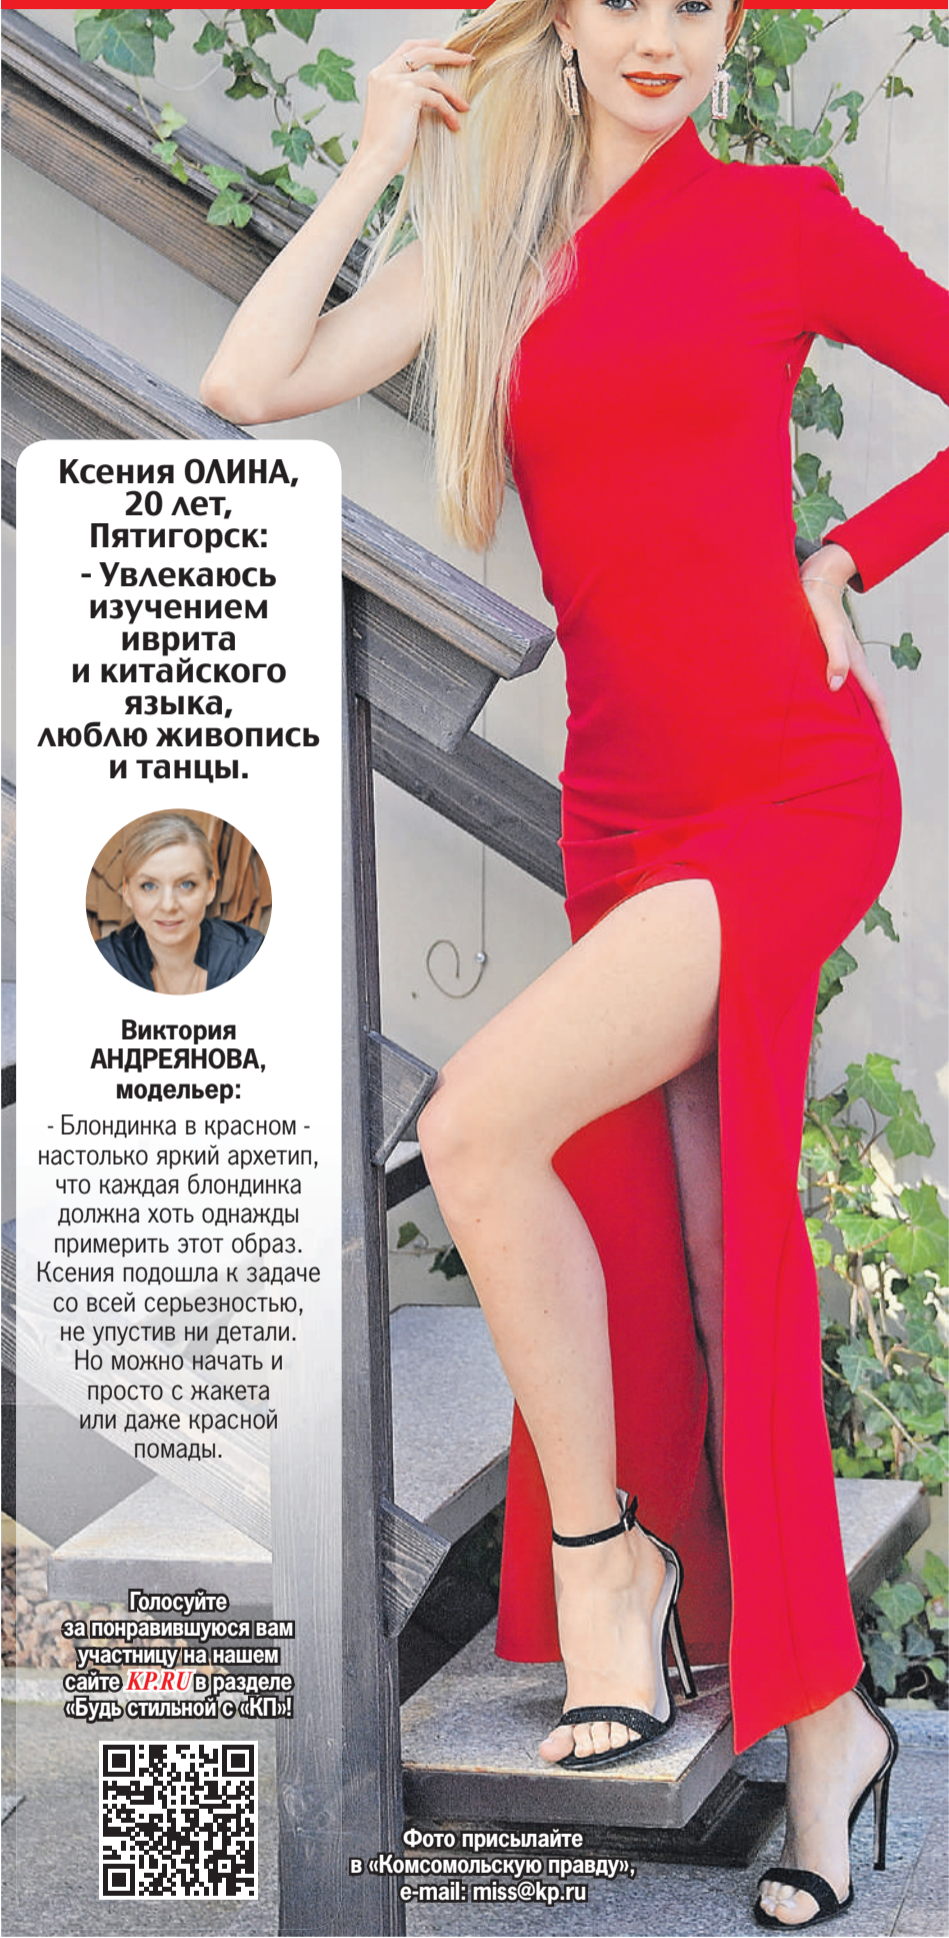 Ксения ОЛИНА,
20 лет,
Пятигорск:
- Увлекаюсь
изучением
иврита
и китайского
языка,
люблю живопись
и танцы.
Виктория
АНДРЕЯНОВА,
модельер:
- Блондинка в красном -
настолько яркий архетип,
что каждая блондинка
должна хоть однажды
примерить этот образ.
Ксения подошла к задаче
со всей серьезностью,
не упустив ни детали.
Но можно начать и
просто с жакета
или даже красной
помады.
Голосуйте
за понравившуюся вам
участницу на нашем
сайте KP.RU в разделе
«Будь стильной с «КП»!
Фото присылайте
в «Комсомольскую правду»,
e-mail: miss@kp.ru